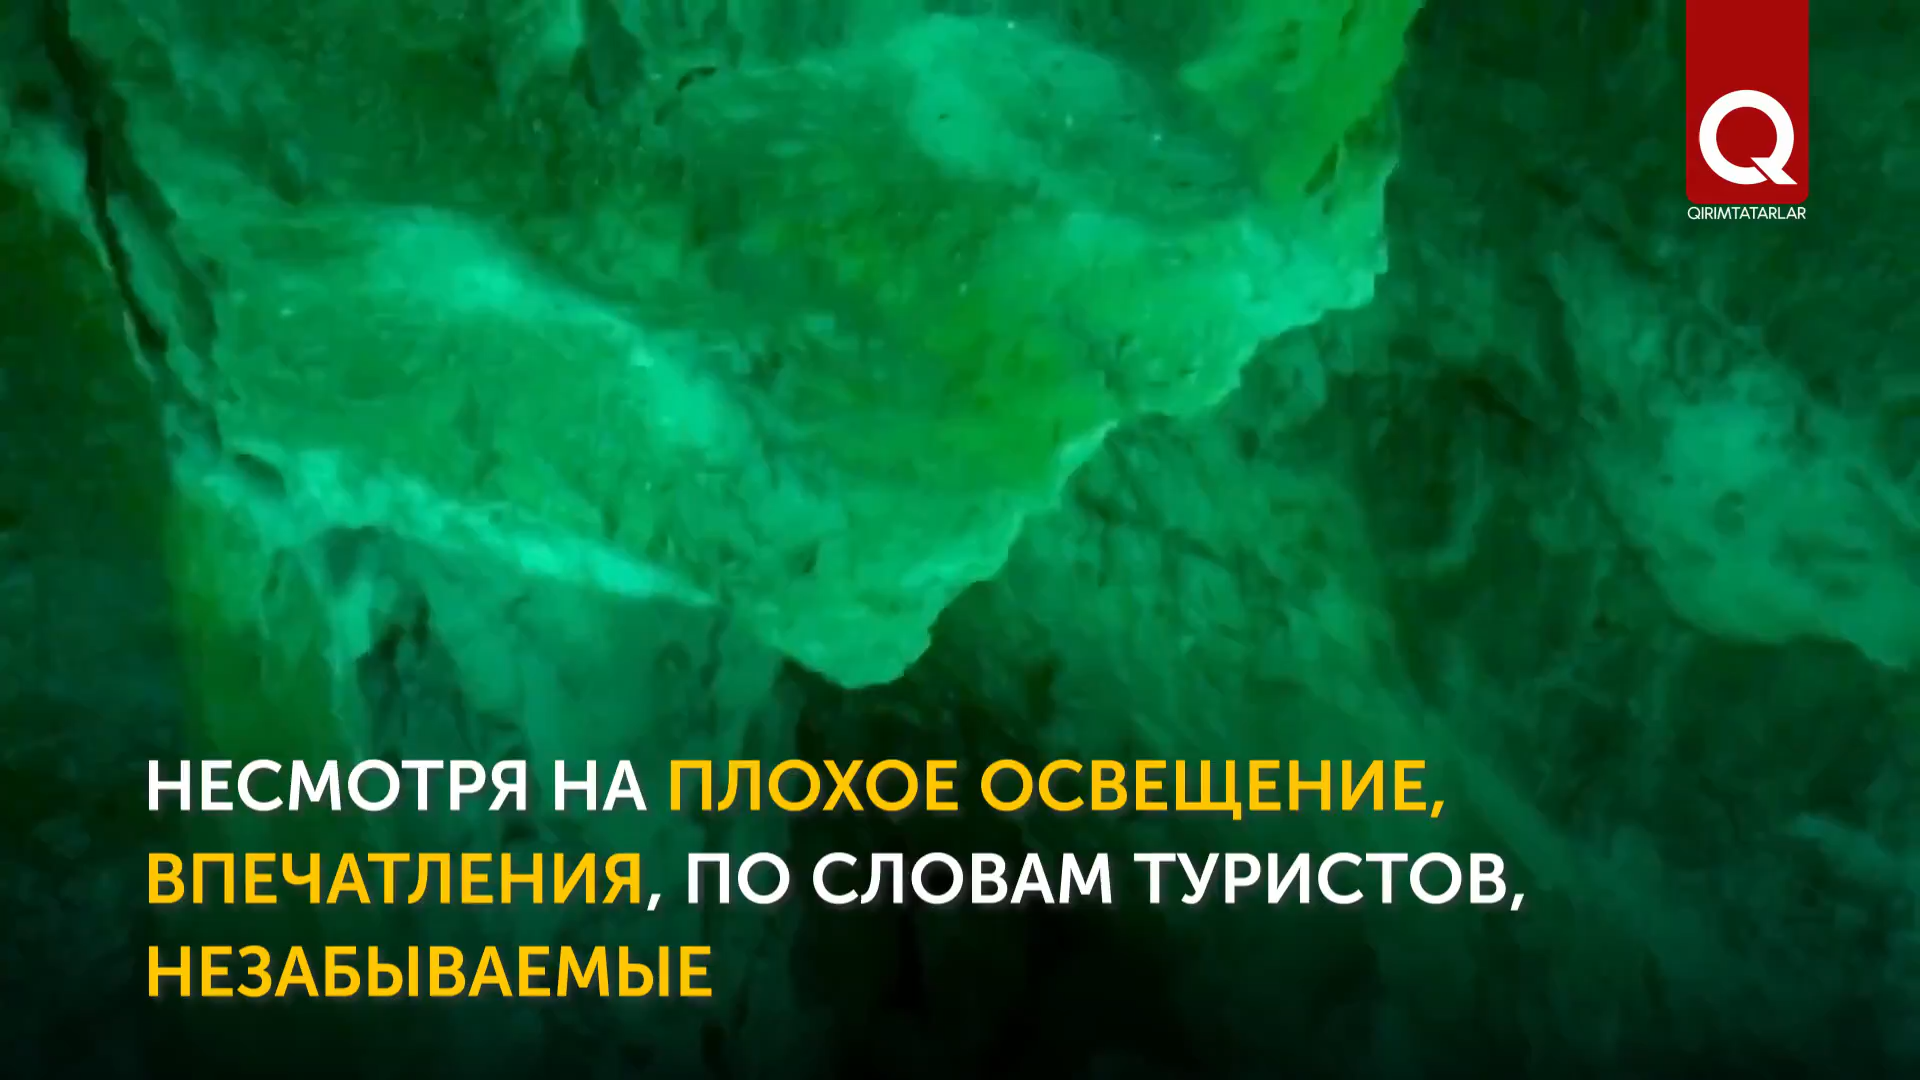 Q
QIRIMTATARLAR
НЕСМОТРЯ НА ПЛОХОЕ ОСВЕЩЕНИЕ,
ВПЕЧАТЛЕНИЯ, ПО СЛОВАМ ТУРИСТОВ,
НЕЗАБЫВАЕМЫЕ